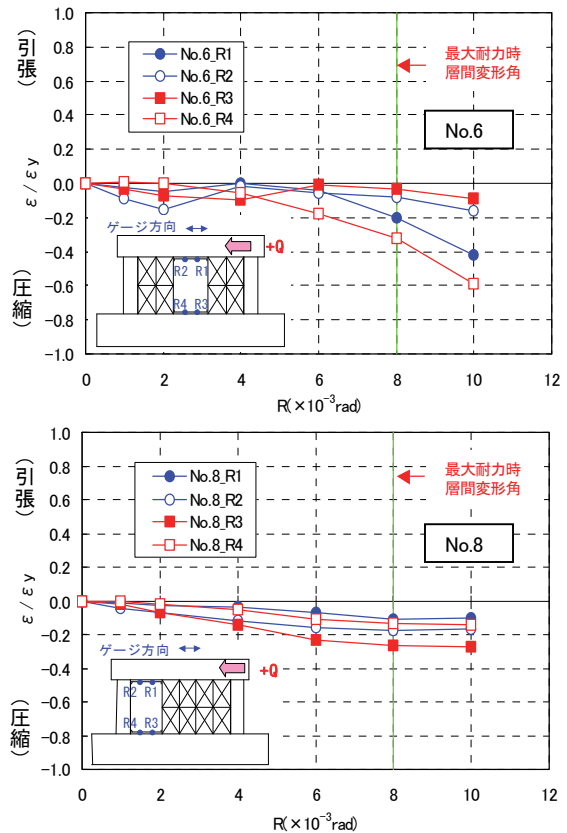 1.0
0.8
0.6
0.4
0.2
0.0
-0.2
-0.4
-0.6
-0.8
-1.0
引張)
ε / εy
(圧縮)
No.6_R1
No.6_R2
No.6_R3
No.6_R4
最大耐力時
層間変形角
No.6
ゲージ方向
+Q
R2 R1
R4 R3
0 2 4 6 8 10 12
R(×10⁻³rad)
1.0
0.8
0.6
0.4
0.2
0.0
-0.2
-0.4
-0.6
-0.8
-1.0
引張)
ε / εy
(圧縮)
No.8_R1
No.8_R2
No.8_R3
No.8_R4
最大耐力時
層間変形角
No.8
ゲージ方向
+Q
R2 R1
R4 R3
0 2 4 6 8 10 12
R(×10⁻³rad)